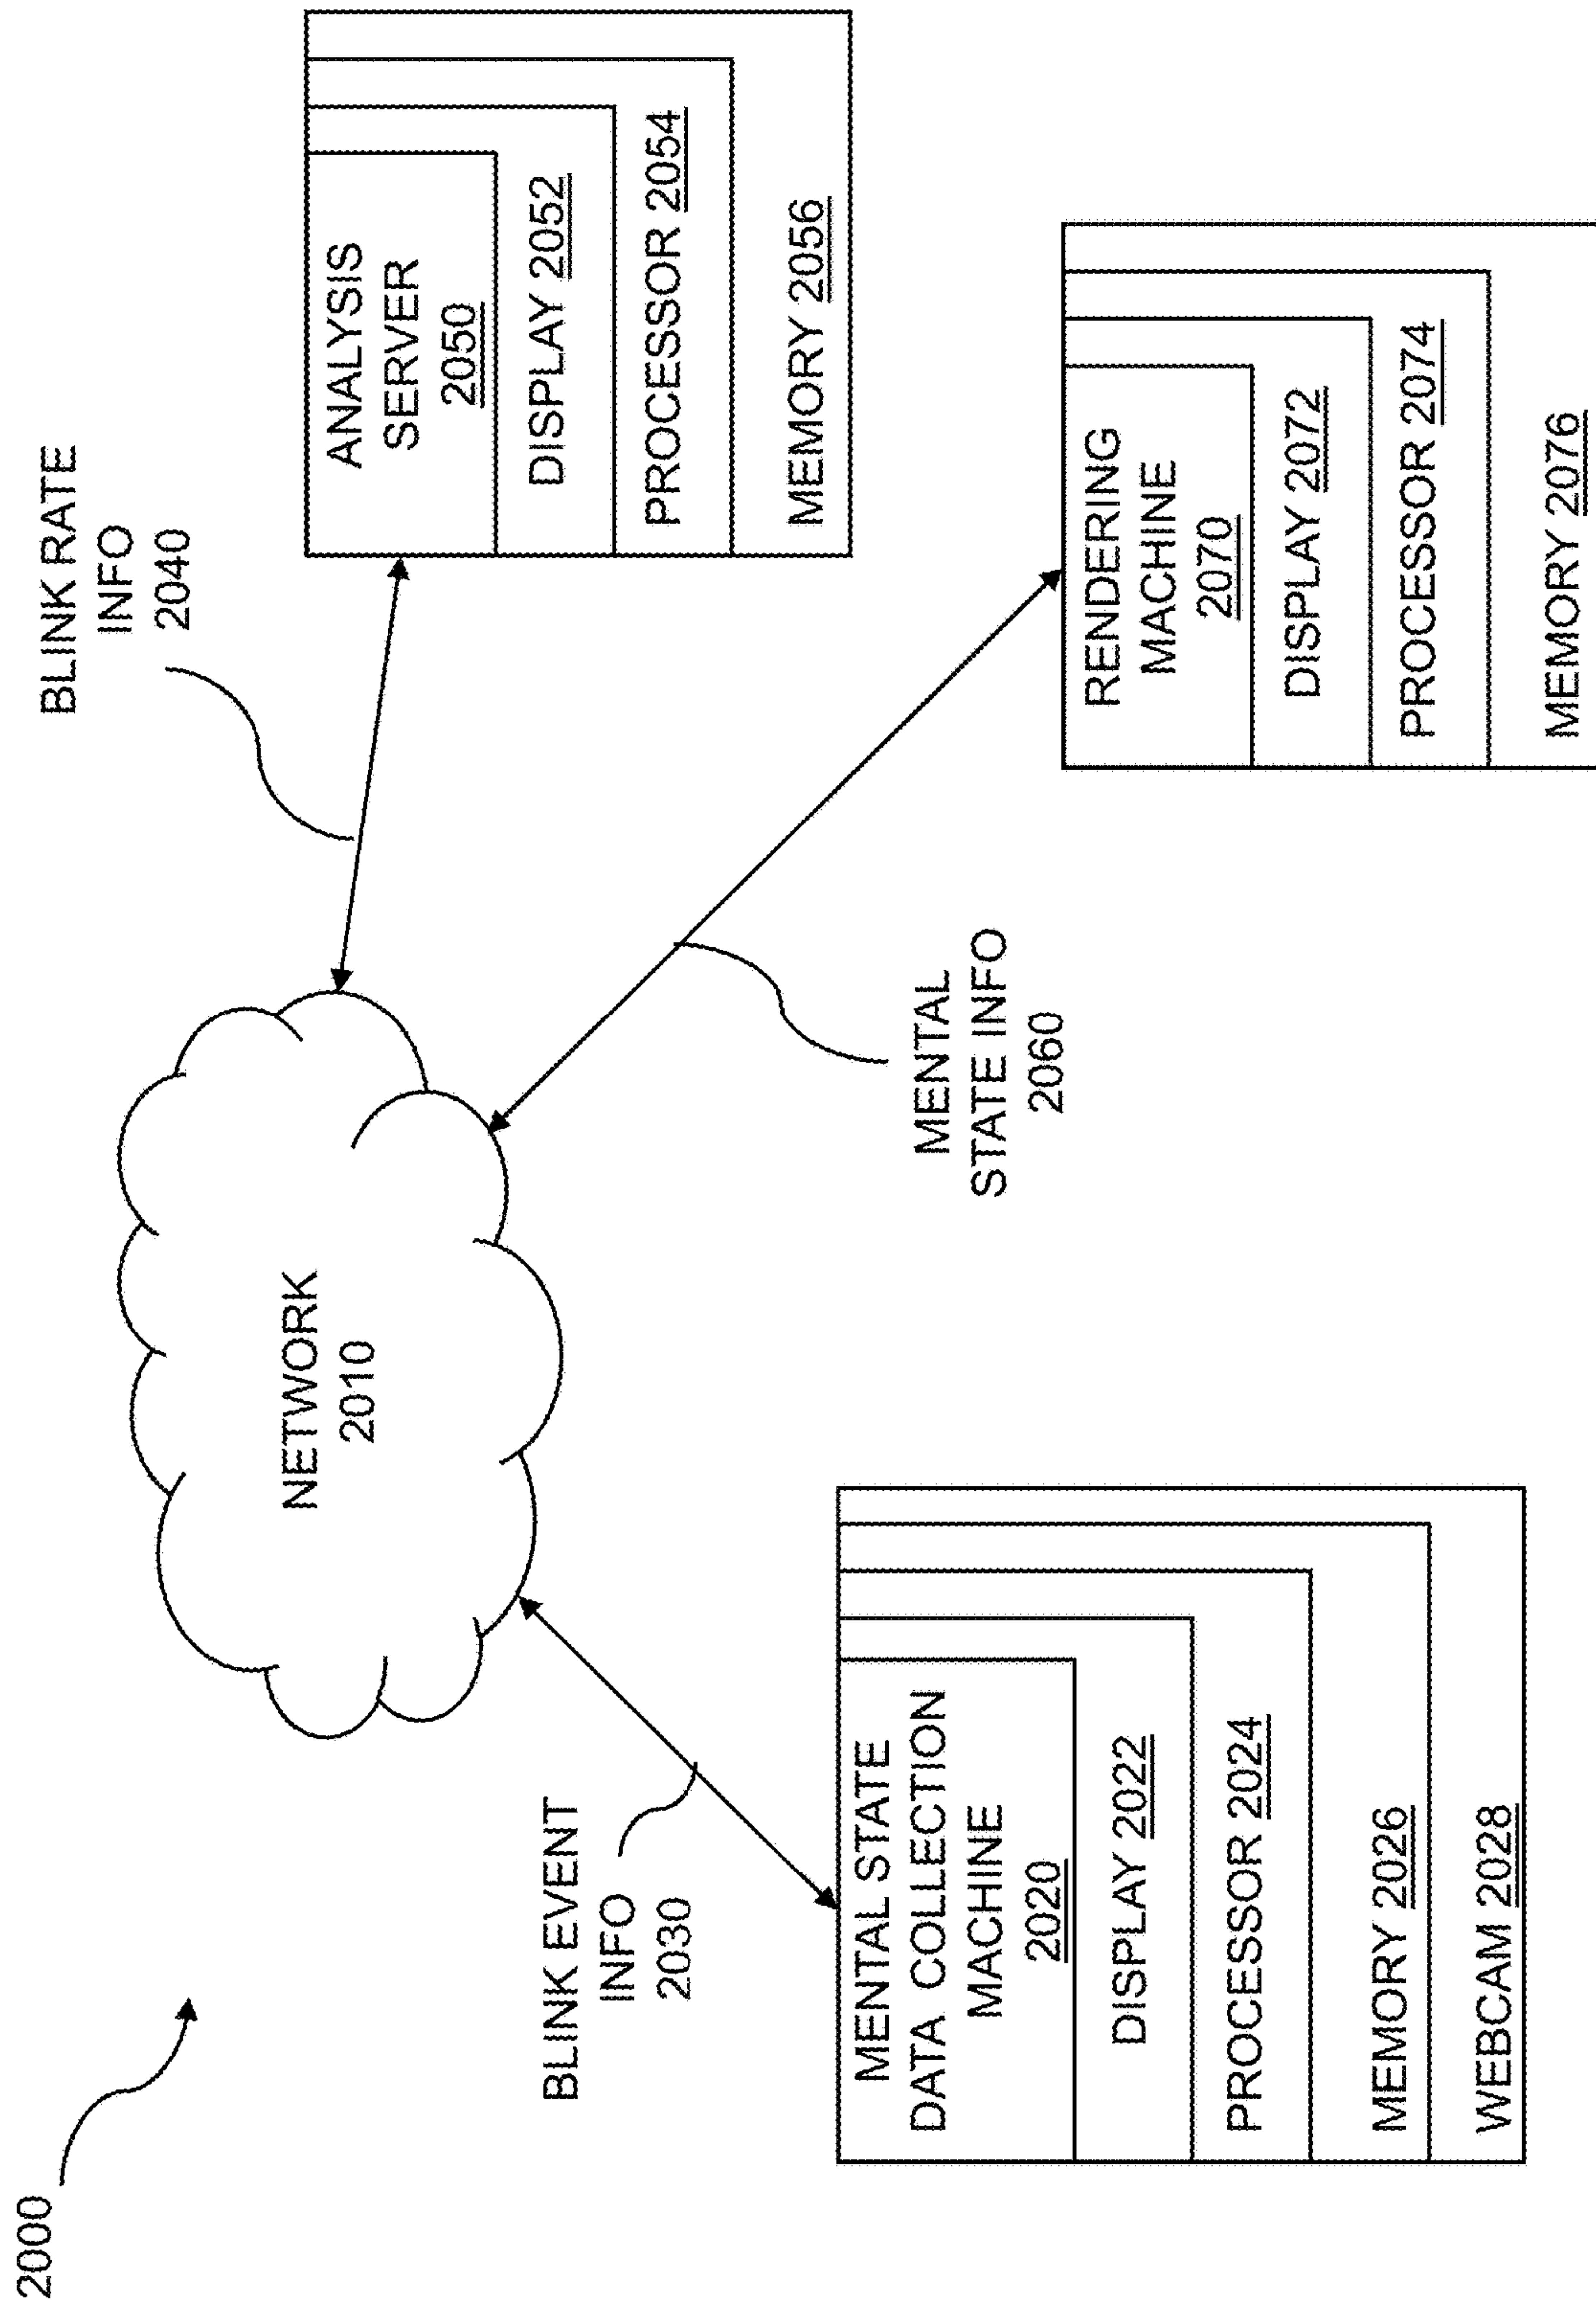 2000
NETWORK
2010
BLINK RATE
INFO
2040
ANALYSIS
SERVER
2050
DISPLAY 2052
PROCESSOR 2054
MEMORY 2056
BLINK EVENT
INFO
2030
MENTAL STATE
DATA COLLECTION
MACHINE
2020
DISPLAY 2022
PROCESSOR 2024
MEMORY 2026
WEBCAM 2028
MENTAL
STATE INFO
2060
RENDERING
MACHINE
2070
DISPLAY 2072
PROCESSOR 2074
MEMORY 2076